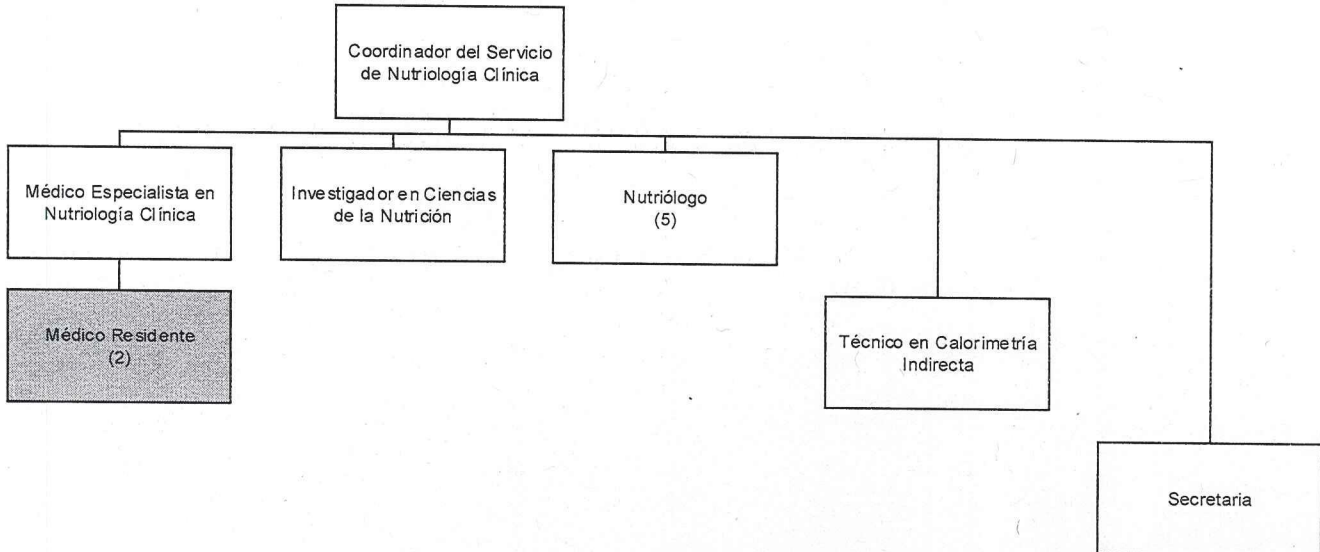 Coordinador del Servicio
de Nutriología Clínica
Médico Especialista en
Nutriología Clínica
Investigador en Ciencias
de la Nutrición
Nutriólogo
(5)
Médico Residente
(2)
Técnico en Calorimetría
Indirecta
Secretaria